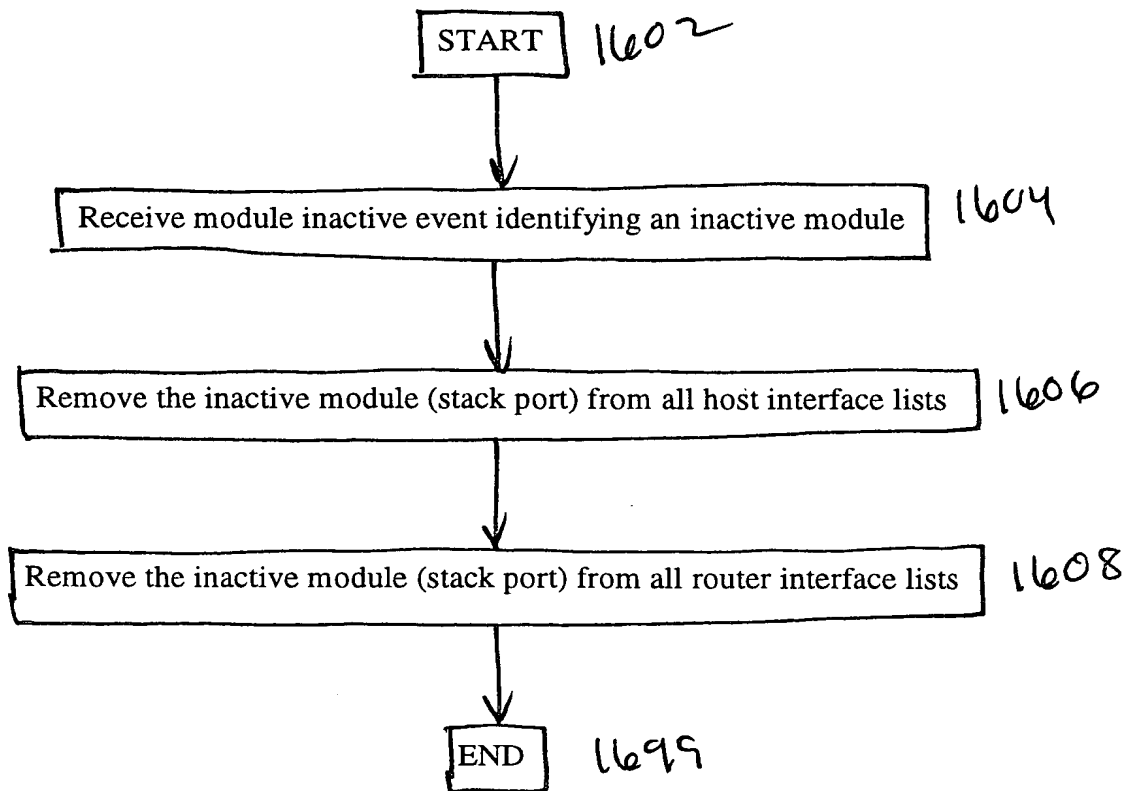 START 1602
Receive module inactive event identifying an inactive module 1604
Remove the inactive module (stack port) from all host interface lists 1606
Remove the inactive module (stack port) from all router interface lists 1608
END 1699